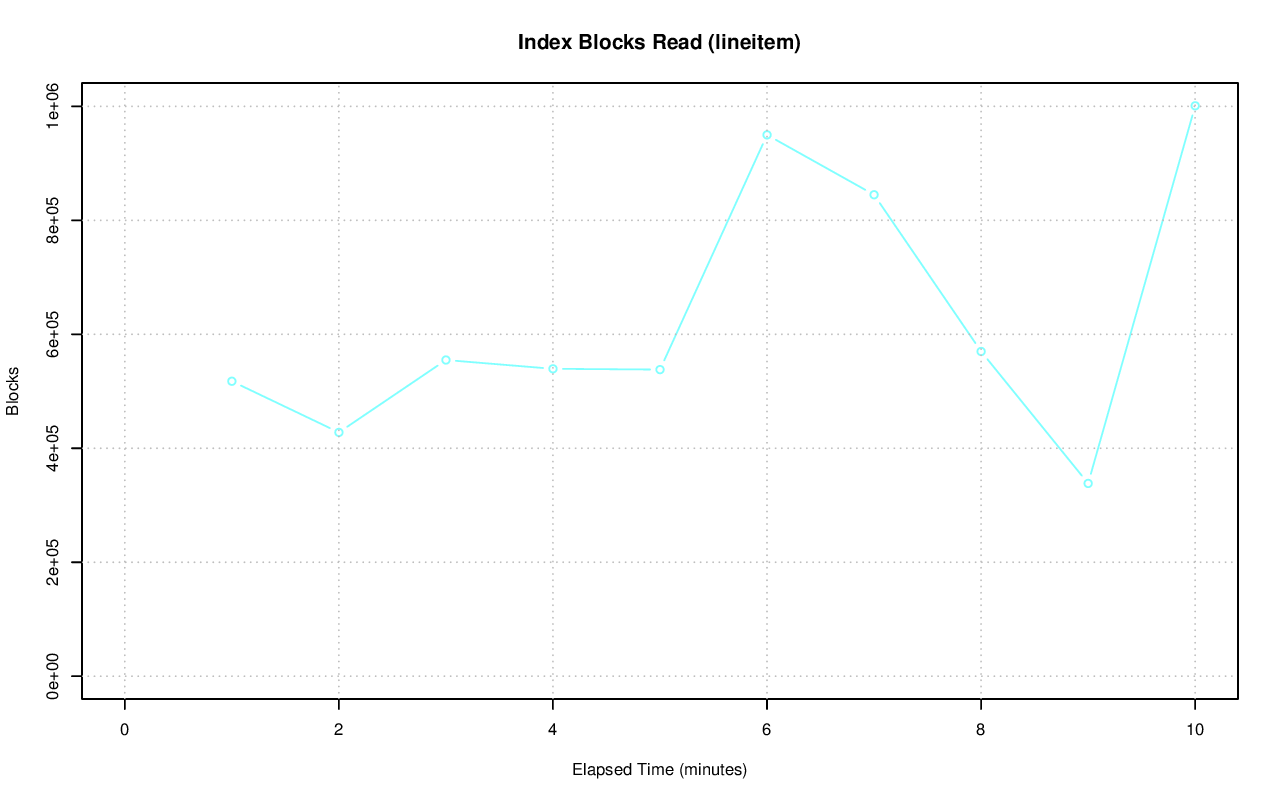 Index Blocks Read (lineitem)
1e+06
8e+05
6e+05
4e+05
2e+05
0e+00
Blocks
0 2 4 6 8 10
Elapsed Time (minutes)